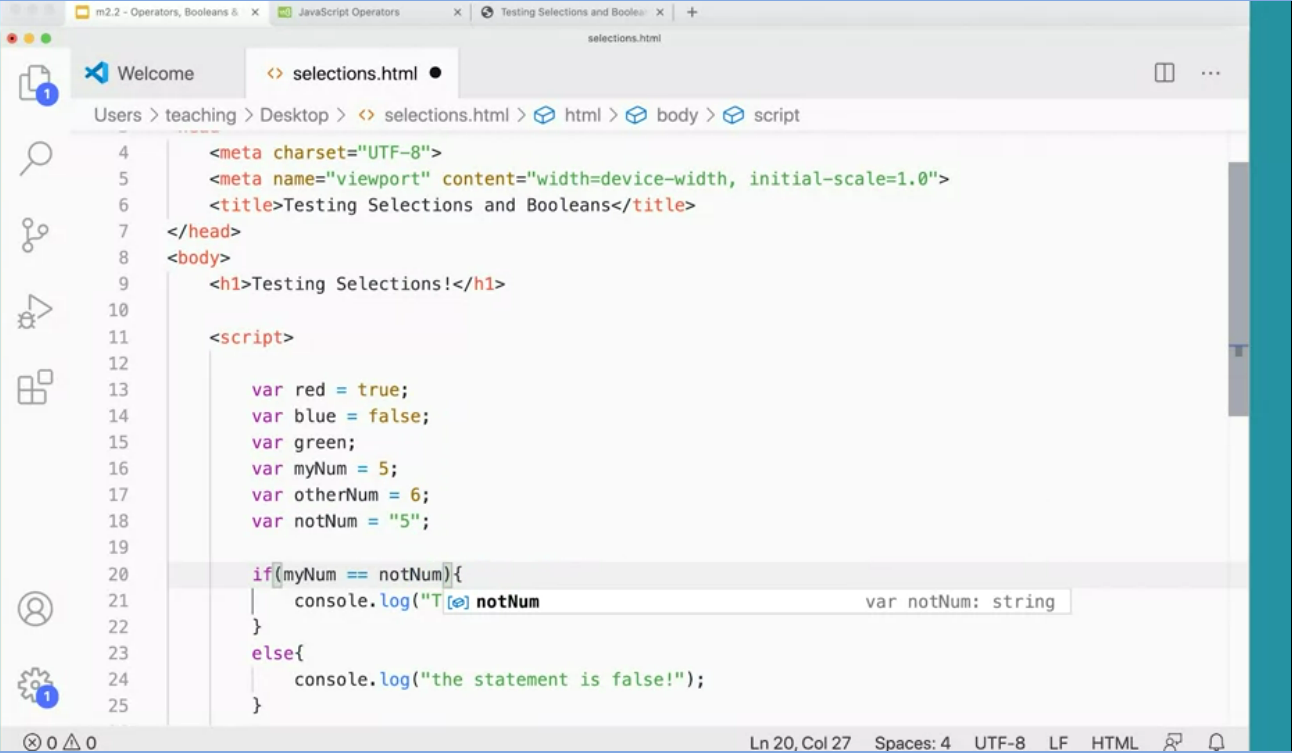 m2.2 - Operators, Booleans &
JavaScript Operators
Testing Selections and Boolea
selections.html
Welcome
selections.html
Users > teaching > Desktop > <> selections.html > html > body > script
4 <meta charset="UTF-8">
5 <meta name="viewport" content="width=device-width, initial-scale=1.0">
6 <title>Testing Selections and Booleans</title>
7 </head>
8 <body>
9 <h1>Testing Selections!</h1>
10
11 <script>
12
13 var red = true;
14 var blue = false;
15 var green;
16 var myNum = 5;
17 var otherNum = 6;
18 var notNum = "5";
19
20 if(myNum == notNum){
21 console.log("T
notNum var notNum: string
22 }
23 else{
24 console.log("the statement is false!");
25 }
1
1
0 0 Ln 20, Col 27 Spaces: 4 UTF-8 LF HTML